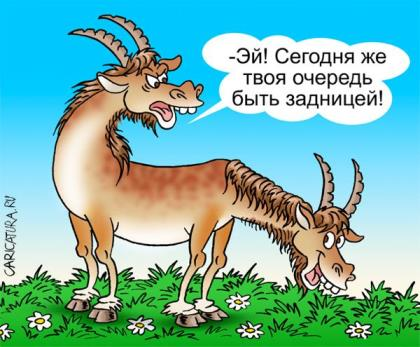 -Эй! Сегодня же
твоя очередь
быть задницей!
CARICATURA.RU